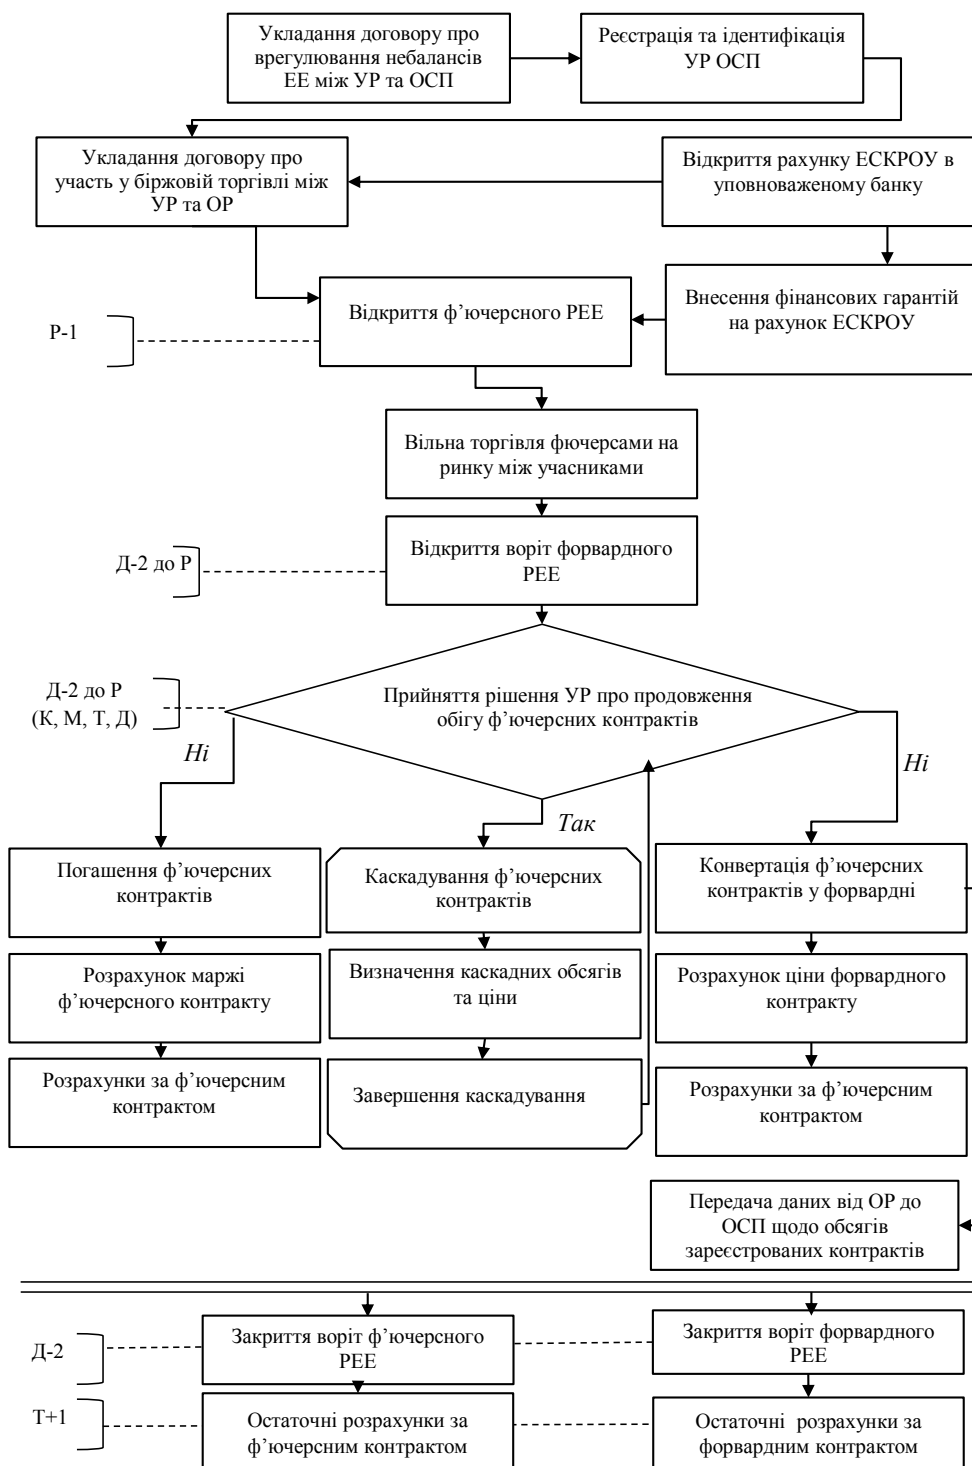 Укладання договору про
врегулювання небалансів
ЕЕ між УР та ОСП
Реєстрація та ідентифікація
УР ОСП
Укладання договору про
участь у біржовій торгівлі між
УР та ОР
Відкриття рахунку ЕСКРОУ в
уповноваженому банку
Р-1
Відкриття ф’ючерсного РЕЕ
Внесення фінансових гарантій
на рахунок ЕСКРОУ
Вільна торгівля фючерсами на
ринку між учасниками
Д-2 до Р
Відкриття воріт форвардного
РЕЕ
Д-2 до Р
(К, М, Т, Д)
Прийняття рішення УР про продовження
обігу ф’ючерсних контрактів
Ні
Так
Ні
Погашення ф’ючерсних
контрактів
Каскадування ф’ючерсних
контрактів
Конвертація ф’ючерсних
контрактів у форвардні
Розрахунок маржі
ф’ючерсного контракту
Визначення каскадних обсягів
та ціни
Розрахунок ціни форвардного
контракту
Розрахунки за ф’ючерсним
контрактом
Завершення каскадування
Розрахунки за ф’ючерсним
контрактом
Передача даних від ОР до
ОСП щодо обсягів
зареєстрованих контрактів
Д-2
Закриття воріт ф’ючерсного
РЕЕ
Закриття воріт форвардного
РЕЕ
Т+1
Остаточні розрахунки за
ф’ючерсним контрактом
Остаточні розрахунки за
форвардним контрактом